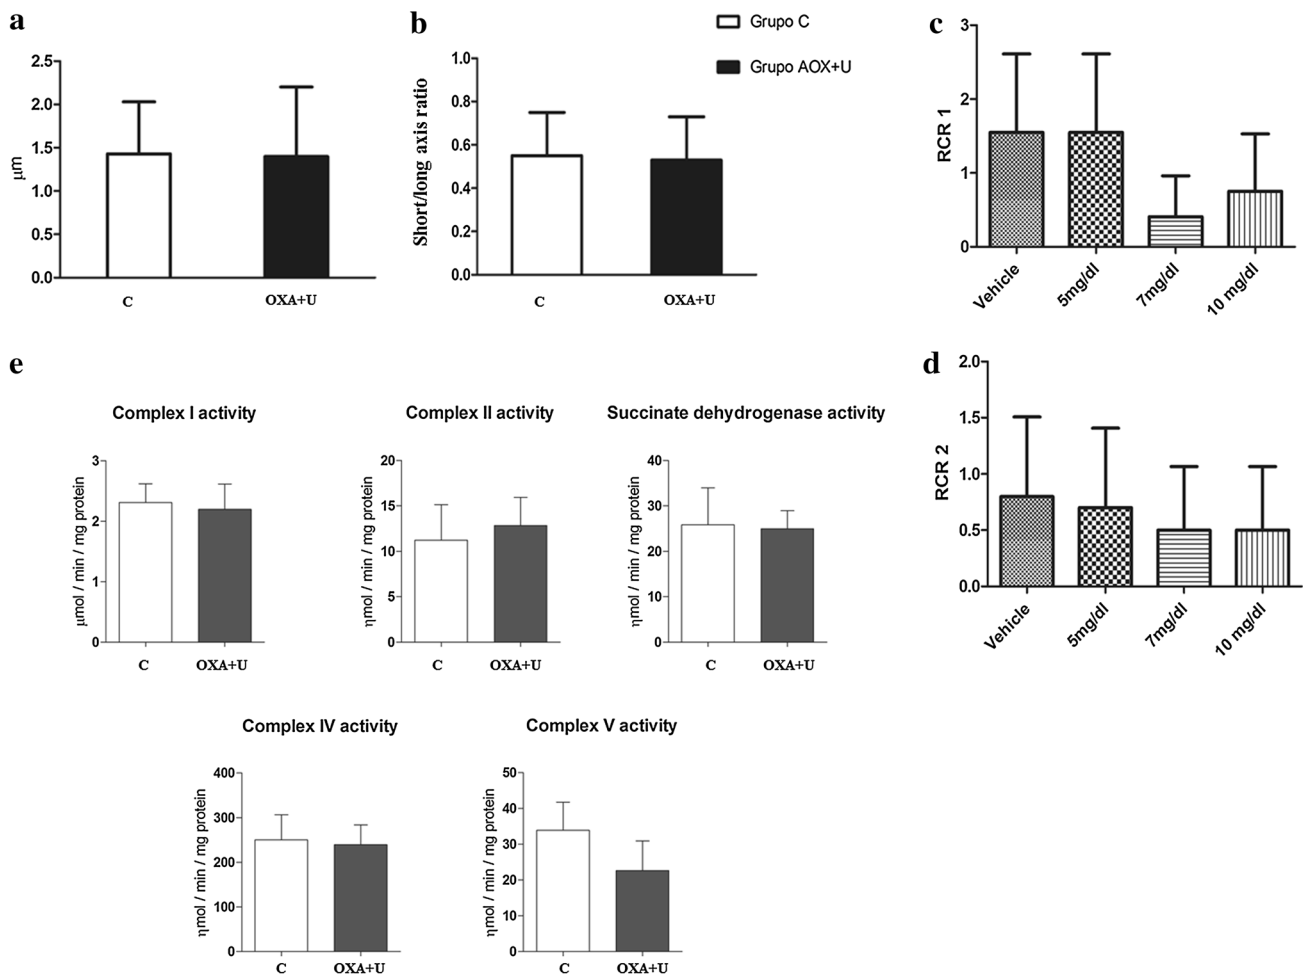 a
2.5
2.0
1.5
1.0
0.5
0.0
μm
C
OXA+U
b
1.0
0.8
0.6
0.4
0.2
0.0
Short/long axis ratio
C
OXA+U
Grupo C
Grupo AOX+U
c
3
2
1
0
RCR 1
Vehicle
5mg/dl
7mg/dl
10 mg/dl
d
2.0
1.5
1.0
0.5
0.0
RCR 2
Vehicle
5mg/dl
7mg/dl
10 mg/dl
e
Complex I activity
3
2
1
0
μmol / min / mg protein
C
OXA+U
Complex II activity
20
15
10
5
0
ηmol / min / mg protein
C
OXA+U
Succinate dehydrogenase activity
40
30
20
10
0
ηmol / min / mg protein
C
OXA+U
Complex IV activity
400
300
200
100
0
ηmol / min / mg protein
C
OXA+U
Complex V activity
50
40
30
20
10
0
ηmol / min / mg protein
C
OXA+U